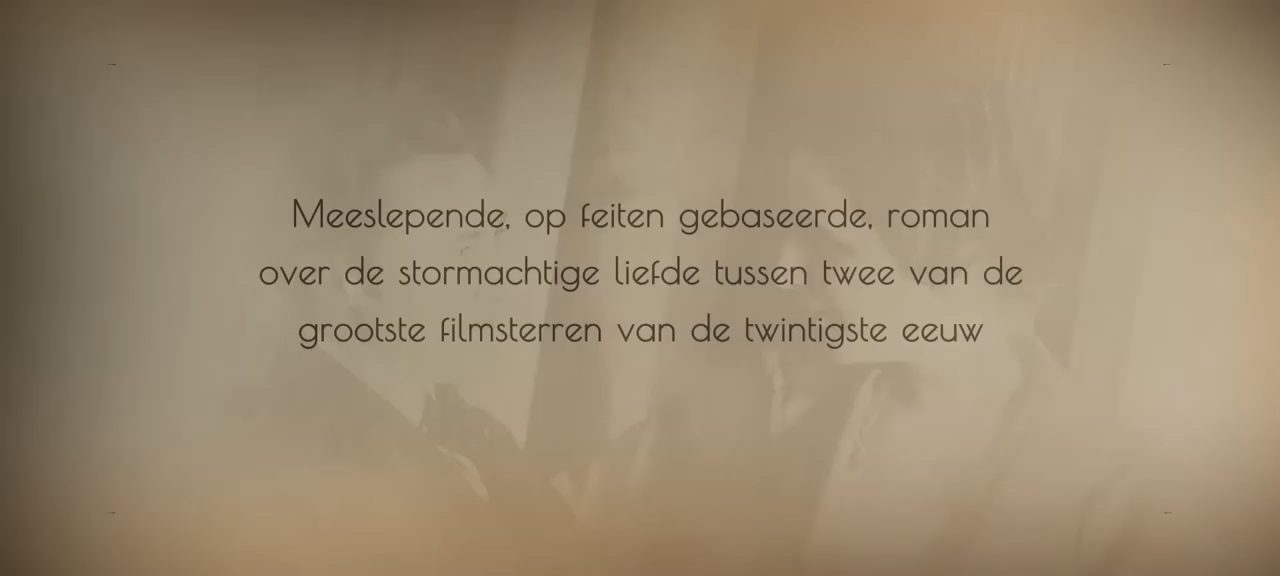 Meeslepende, op feiten gebaseerde, roman
over de stormachtige liefde tussen twee van de
grootste filmsterren van de twintigste eeuw